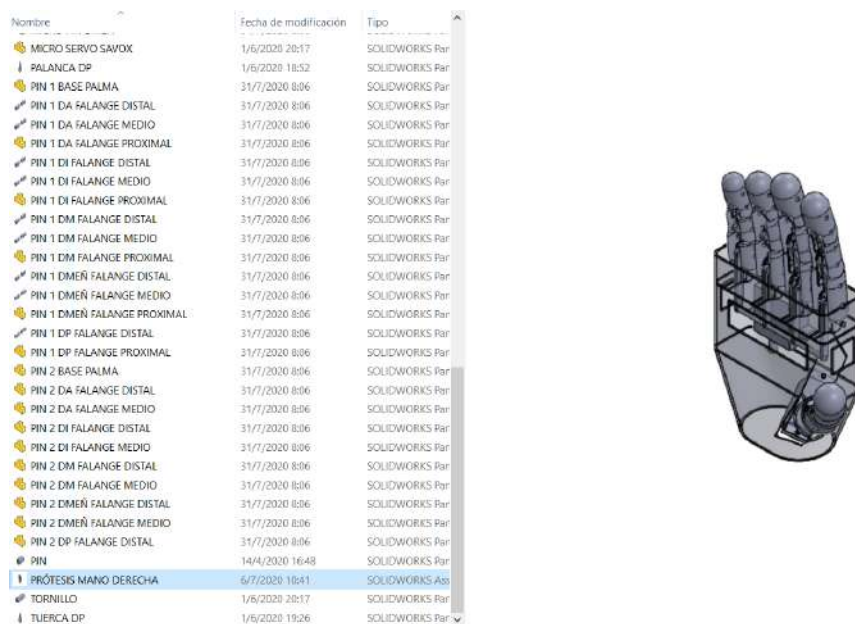 Nombre Fecha de modificación Tipo
MICRO SERVO SAVOX 1/6/2020 20:17 SOLIDWORKS Par
PALANCA DP 1/6/2020 18:52 SOLIDWORKS Par
PIN 1 BASE PALMA 31/7/2020 8:06 SOLIDWORKS Par
PIN 1 DA FALANGE DISTAL 31/7/2020 8:06 SOLIDWORKS Par
PIN 1 DA FALANGE MEDIO 31/7/2020 8:06 SOLIDWORKS Par
PIN 1 DA FALANGE PROXIMAL 31/7/2020 8:06 SOLIDWORKS Par
PIN 1 DI FALANGE DISTAL 31/7/2020 8:06 SOLIDWORKS Par
PIN 1 DI FALANGE MEDIO 31/7/2020 8:06 SOLIDWORKS Par
PIN 1 DI FALANGE PROXIMAL 31/7/2020 8:06 SOLIDWORKS Par
PIN 1 DM FALANGE DISTAL 31/7/2020 8:06 SOLIDWORKS Par
PIN 1 DM FALANGE MEDIO 31/7/2020 8:06 SOLIDWORKS Par
PIN 1 DM FALANGE PROXIMAL 31/7/2020 8:06 SOLIDWORKS Par
PIN 1 DMEÑ FALANGE DISTAL 31/7/2020 8:06 SOLIDWORKS Par
PIN 1 DMEÑ FALANGE MEDIO 31/7/2020 8:06 SOLIDWORKS Par
PIN 1 DMEÑ FALANGE PROXIMAL 31/7/2020 8:06 SOLIDWORKS Par
PIN 1 DP FALANGE DISTAL 31/7/2020 8:06 SOLIDWORKS Par
PIN 1 DP FALANGE PROXIMAL 31/7/2020 8:06 SOLIDWORKS Par
PIN 2 BASE PALMA 31/7/2020 8:06 SOLIDWORKS Par
PIN 2 DA FALANGE DISTAL 31/7/2020 8:06 SOLIDWORKS Par
PIN 2 DA FALANGE MEDIO 31/7/2020 8:06 SOLIDWORKS Par
PIN 2 DI FALANGE DISTAL 31/7/2020 8:06 SOLIDWORKS Par
PIN 2 DI FALANGE MEDIO 31/7/2020 8:06 SOLIDWORKS Par
PIN 2 DM FALANGE DISTAL 31/7/2020 8:06 SOLIDWORKS Par
PIN 2 DM FALANGE MEDIO 31/7/2020 8:06 SOLIDWORKS Par
PIN 2 DMEÑ FALANGE DISTAL 31/7/2020 8:06 SOLIDWORKS Par
PIN 2 DMEÑ FALANGE MEDIO 31/7/2020 8:06 SOLIDWORKS Par
PIN 2 DP FALANGE DISTAL 31/7/2020 8:06 SOLIDWORKS Par
PIN 14/4/2020 16:48 SOLIDWORKS Par
PRÓTESIS MANO DERECHA 6/7/2020 10:41 SOLIDWORKS Ass
TORNILLO 1/6/2020 20:17 SOLIDWORKS Par
TUERCA DP 1/6/2020 19:26 SOLIDWORKS Par